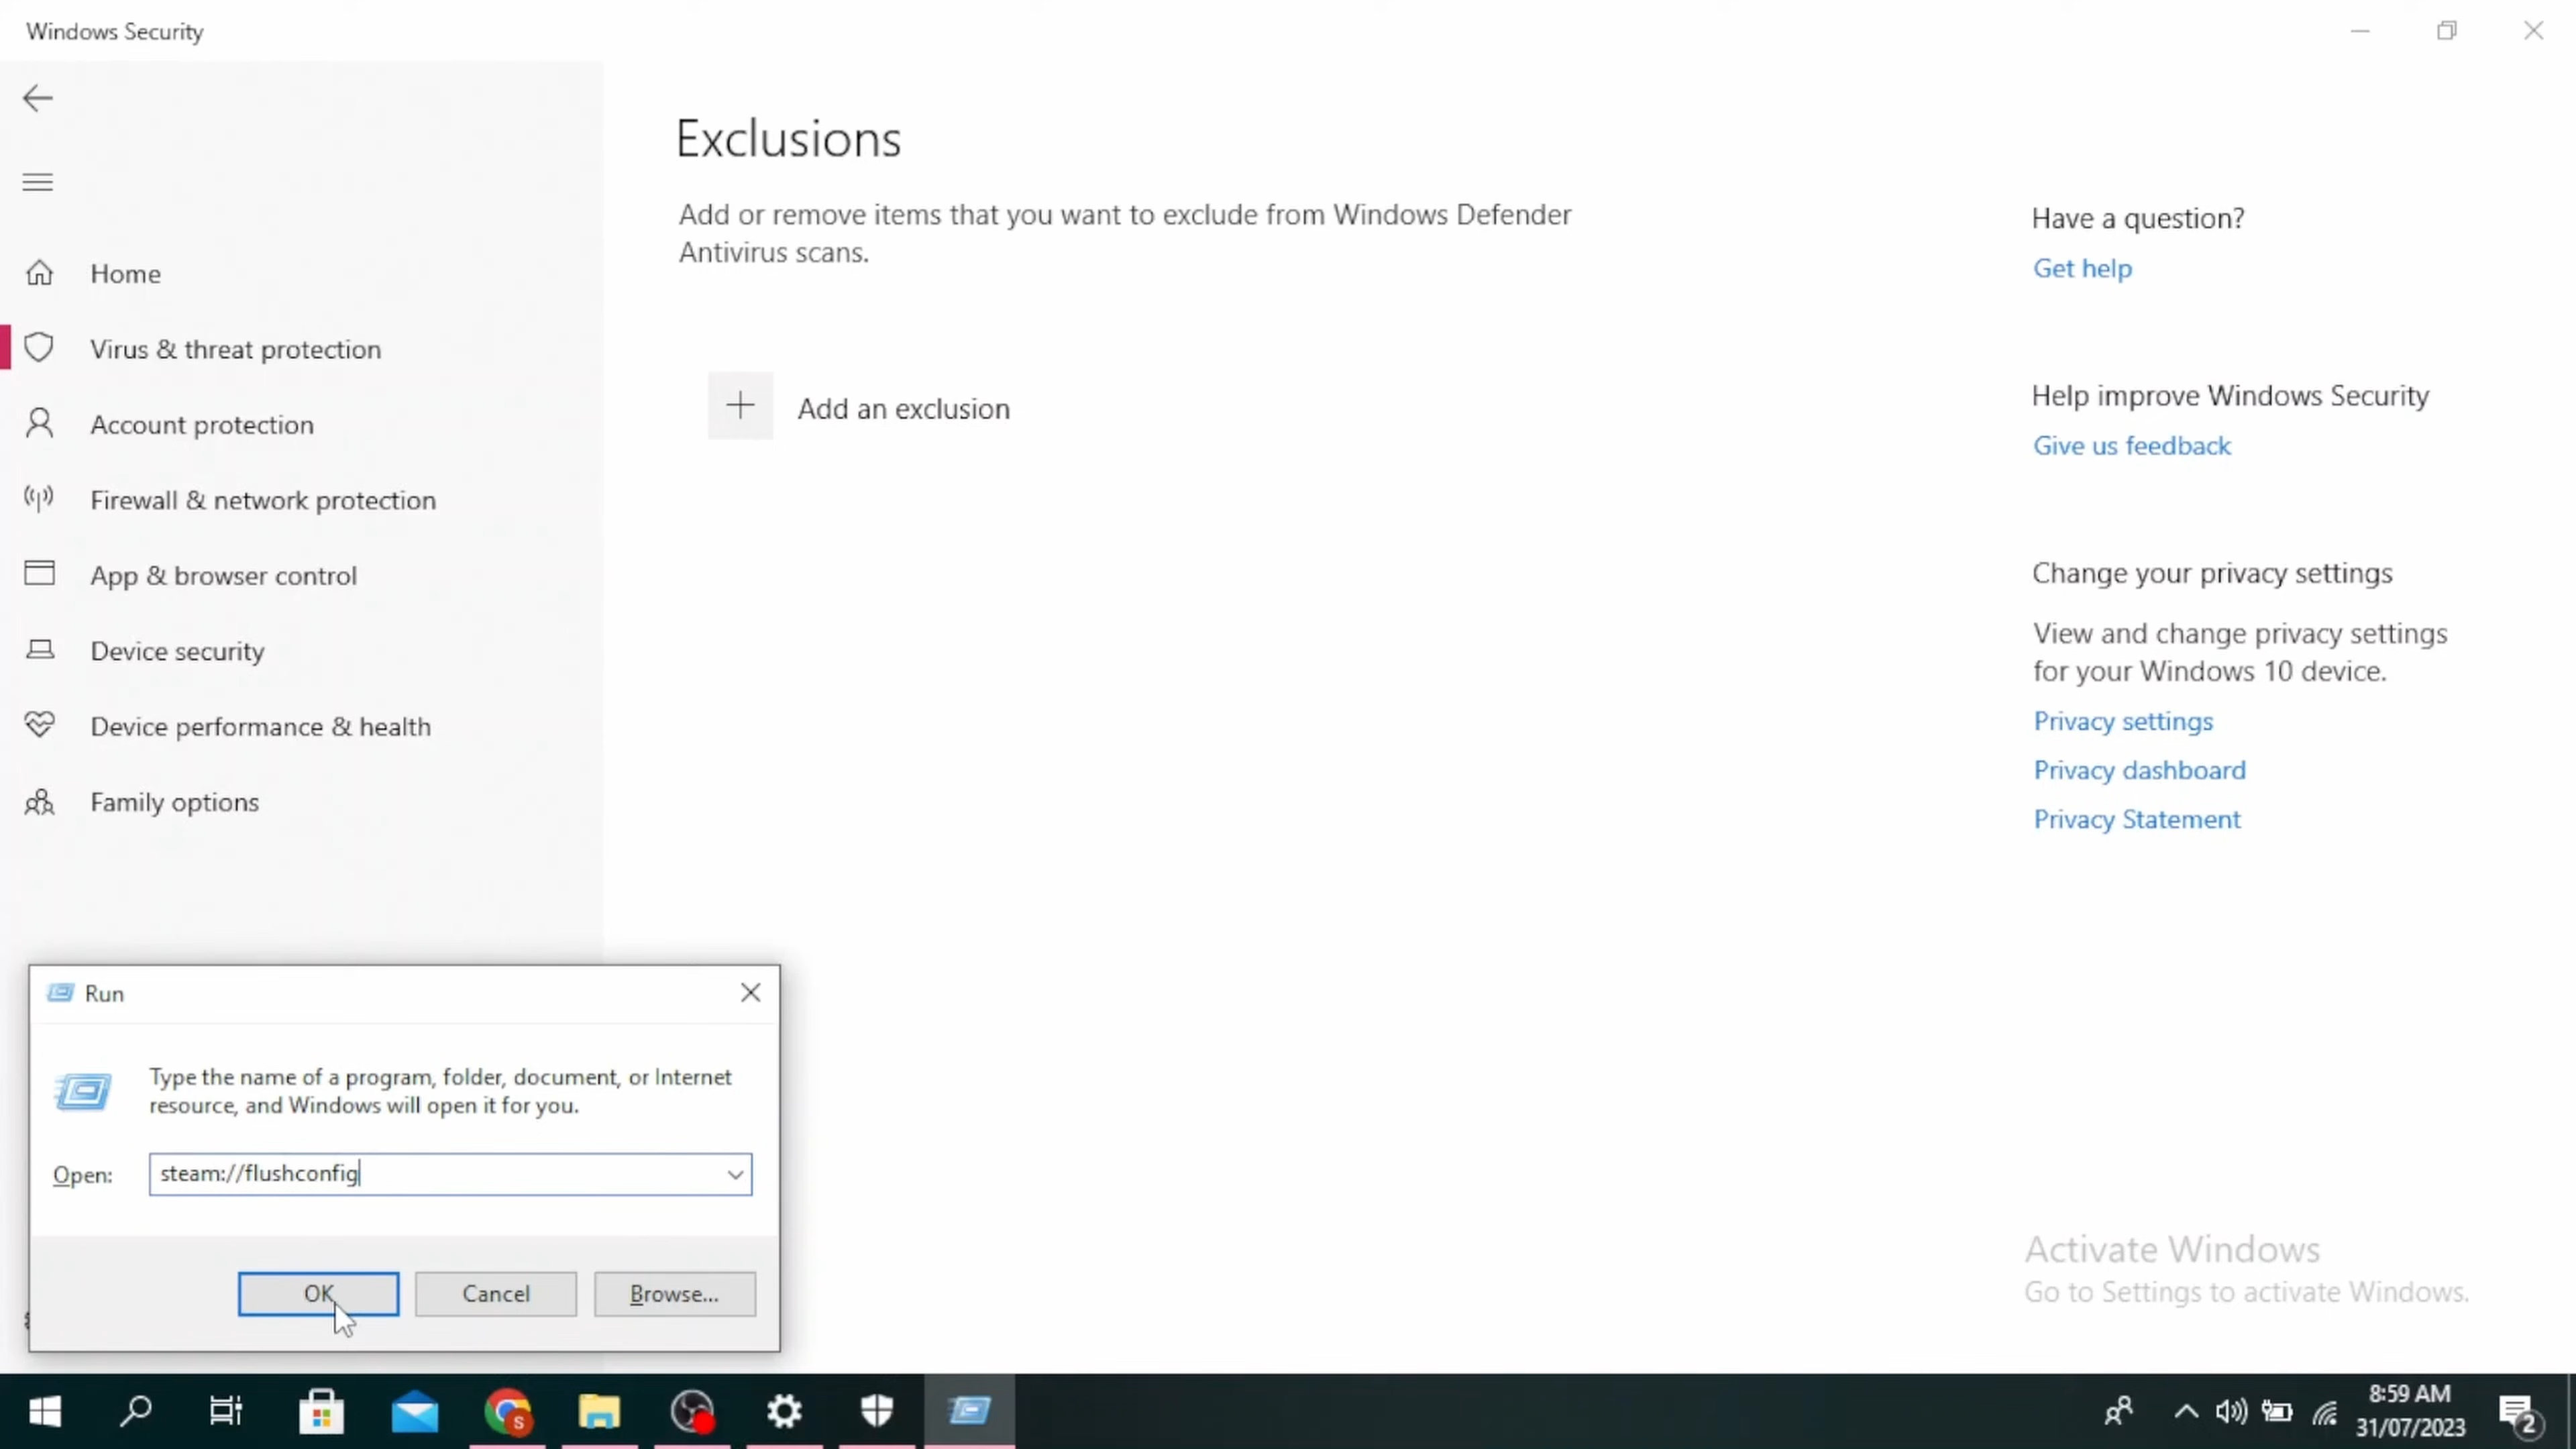 Windows Security
Home
Virus & threat protection
Account protection
Firewall & network protection
App & browser control
Device security
Device performance & health
Family options
Exclusions
Add or remove items that you want to exclude from Windows Defender
Antivirus scans.
Add an exclusion
Have a question?
Get help
Help improve Windows Security
Give us feedback
Change your privacy settings
View and change privacy settings
for your Windows 10 device.
Privacy settings
Privacy dashboard
Privacy Statement
Run
Type the name of a program, folder, document, or Internet
resource, and Windows will open it for you.
Open:
steam://flushconfig
OK
Cancel
Browse...
Activate Windows
Go to Settings to activate Windows.
S
8:59 AM
31/07/2023
2